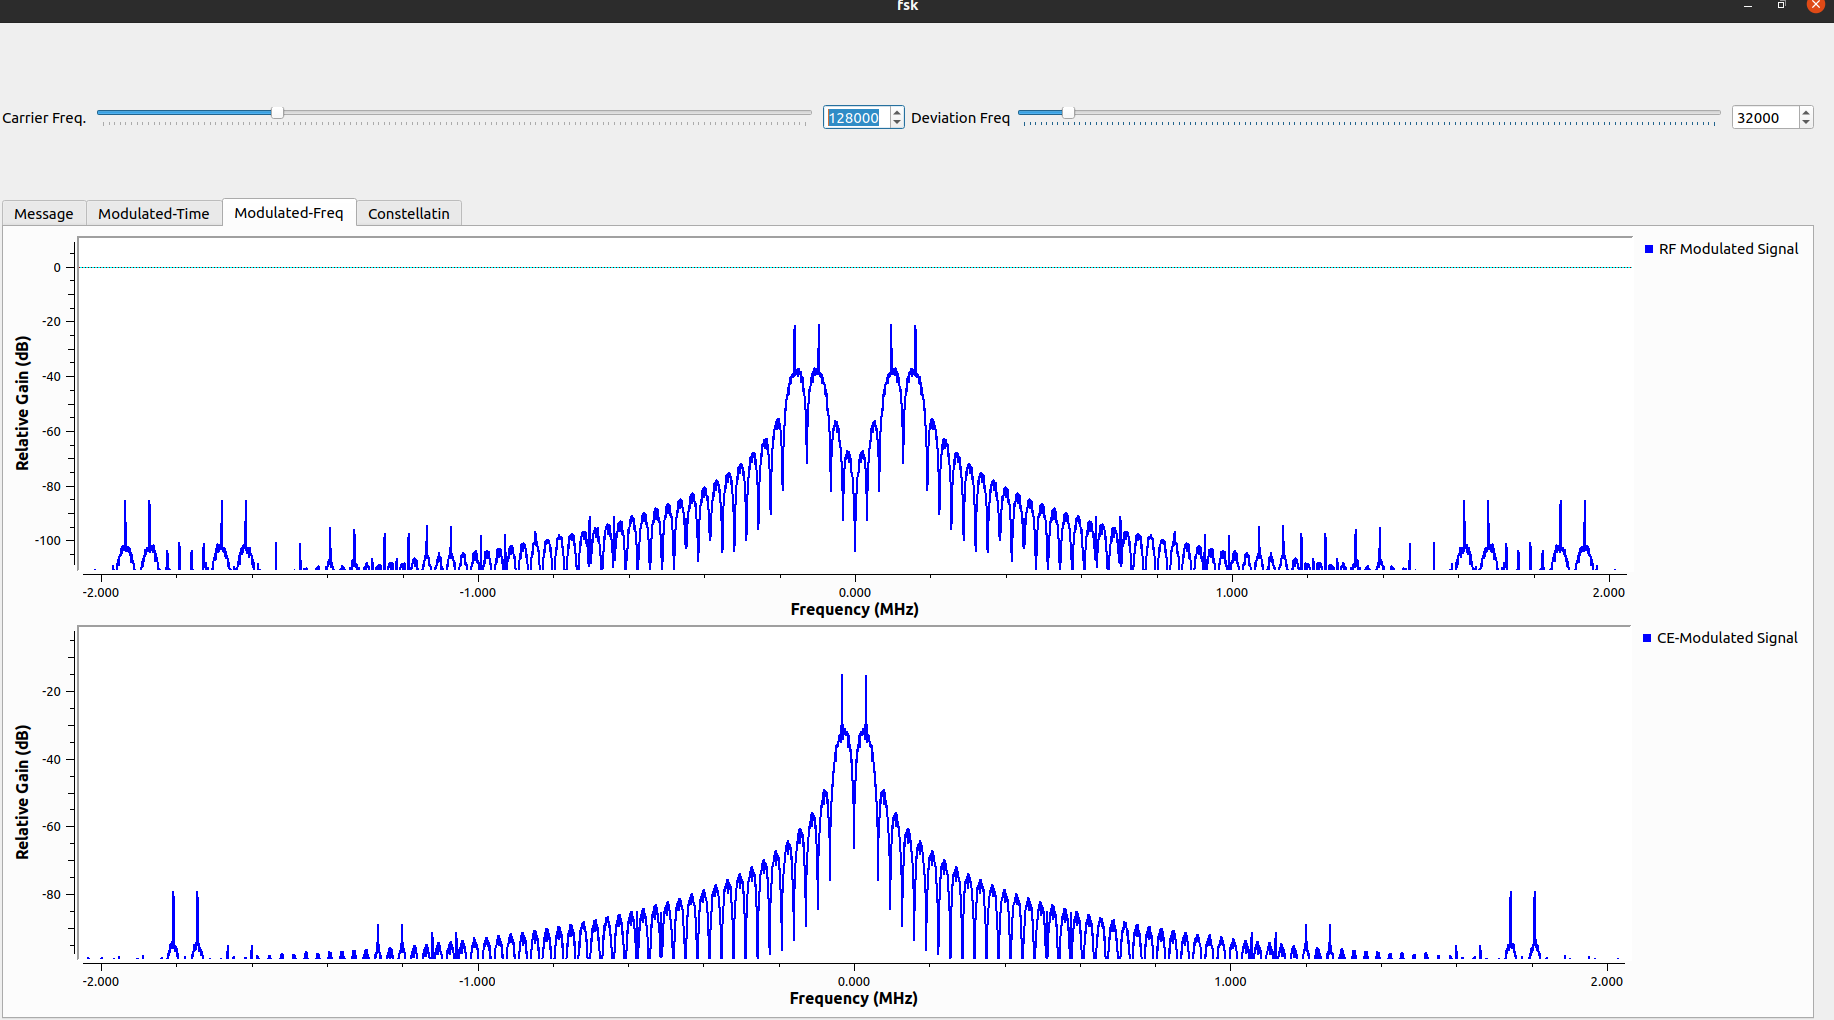 fsk
Carrier Freq. 128000 Deviation Freq 32000
Message Modulated-Time Modulated-Freq Constellatin
RF Modulated Signal
Relative Gain (dB)
0
-20
-40
-60
-80
-100
-2.000 -1.000 0.000 1.000 2.000
Frequency (MHz)
CE-Modulated Signal
Relative Gain (dB)
-20
-40
-60
-80
-2.000 -1.000 0.000 1.000 2.000
Frequency (MHz)